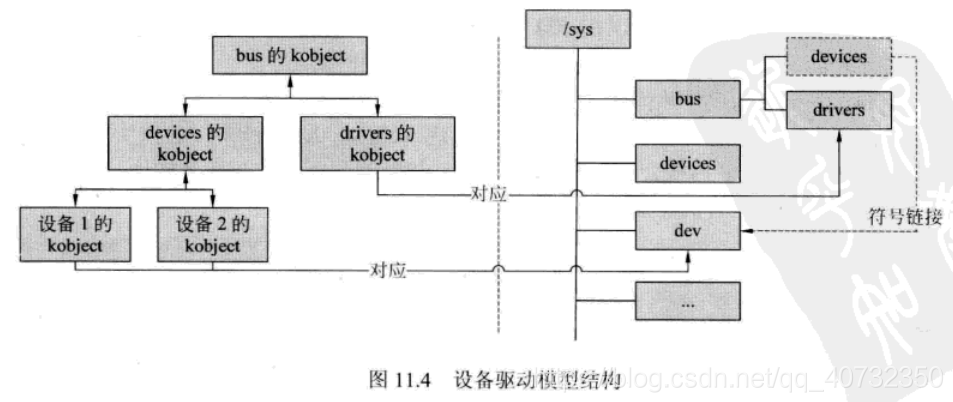 bus 的 kobject
devices 的
kobject
drivers 的
kobject
设备 1 的
kobject
设备 2 的
kobject
对应
对应
/sys
bus
devices
drivers
devices
dev
...
符号链接
图 11.4 设备驱动模型结构
blog.csdn.net/qq_40732350